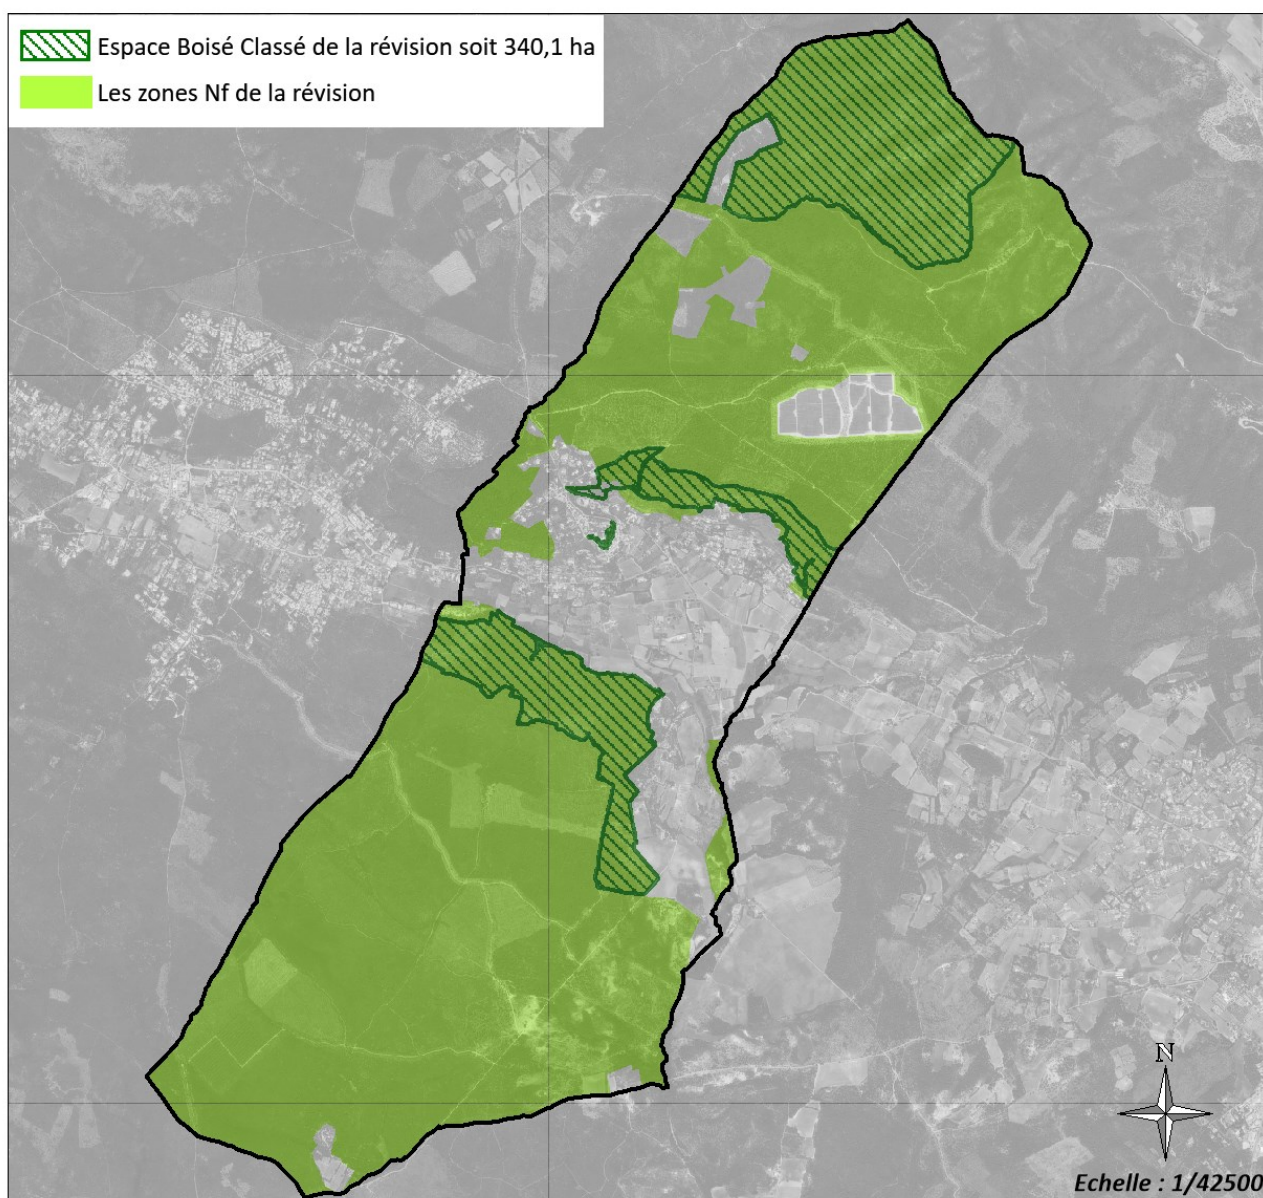 Espace Boisé Classé de la révision soit 340,1 ha
Les zones Nf de la révision
N
Echelle : 1/42500